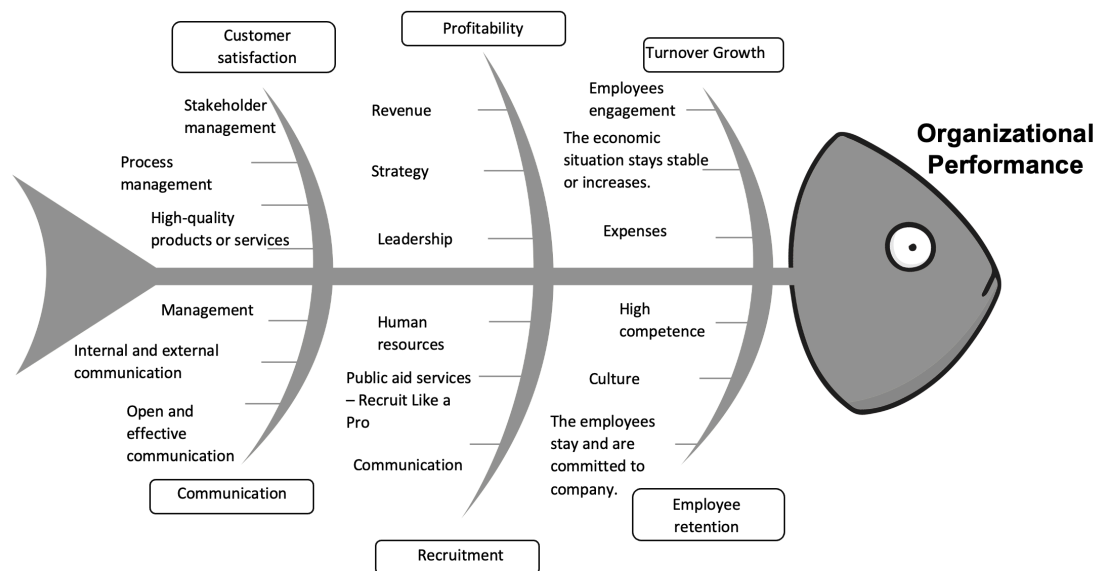 Customer
satisfaction
Stakeholder
management
Process
management
High-quality
products or services
Profitability
Revenue
Strategy
Leadership
Turnover Growth
Employees
engagement
The economic
situation stays stable
or increases.
Expenses
Organizational
Performance
Management
Internal and external
communication
Open and
effective
communication
Communication
Human
resources
Public aid services
– Recruit Like a
Pro
Communication
Recruitment
High
competence
Culture
The employees
stay and are
committed to
company.
Employee
retention